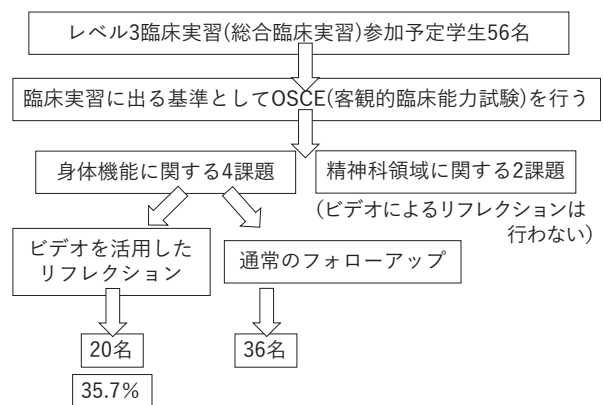 レベル3臨床実習(総合臨床実習)参加予定学生56名
臨床実習に出る基準としてOSCE(客観的臨床能力試験)を行う
身体機能に関する4課題
精神科領域に関する2課題
(ビデオによるリフレクションは
行わない)
ビデオを活用した
リフレクション
通常のフォローアップ
20名
36名
35.7%